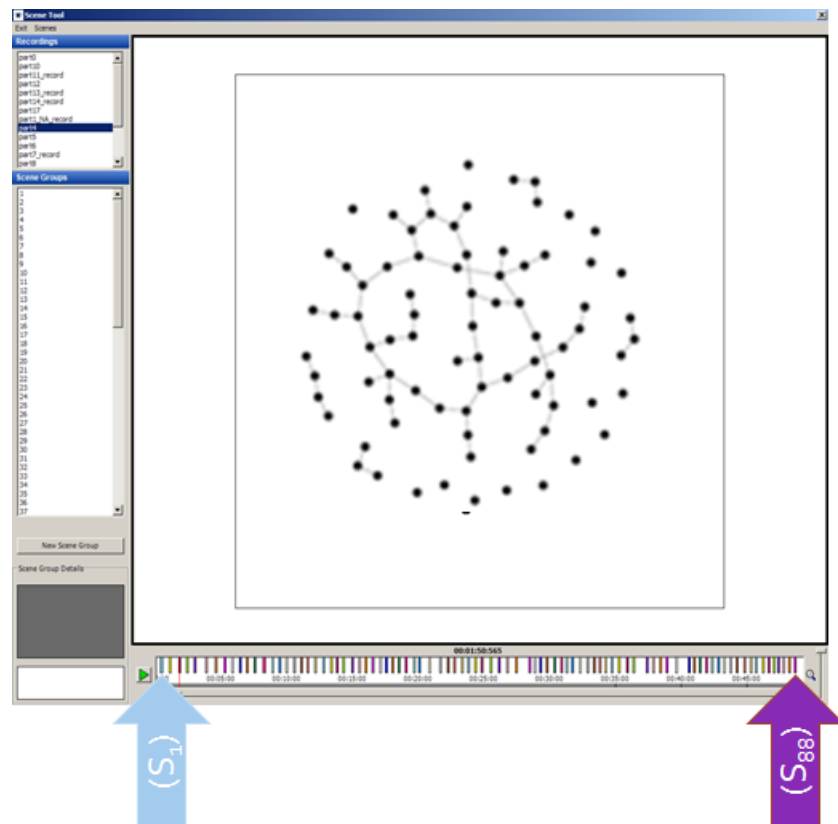 Scene Tool
Exit Scenes
Recordings
part0
part10
part11_record
part12
part13_record
part14_record
part17
part1_NA_record
part4
part5
part6
part7_record
part8
Scene Groups
1
2
3
4
5
6
7
8
9
10
11
12
13
14
15
16
17
18
19
20
21
22
23
24
25
26
27
28
29
30
31
32
33
34
35
36
37
New Scene Group
Scene Group Details
00:01:50:565
00:05:00 00:10:00 00:15:00 00:20:00 00:25:00 00:30:00 00:35:00 00:40:00 00:45:00
(S1)
(S88)